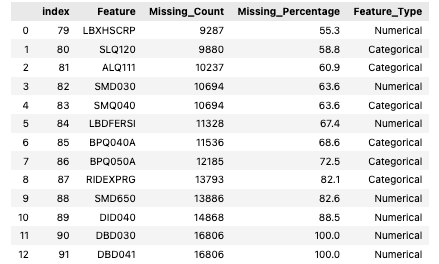 index Feature Missing_Count Missing_Percentage Feature_Type
0 79 LBXHSCRP 9287 55.3 Numerical
1 80 SLQ120 9880 58.8 Categorical
2 81 ALQ111 10237 60.9 Categorical
3 82 SMD030 10694 63.6 Numerical
4 83 SMQ040 10694 63.6 Categorical
5 84 LBDFERSI 11328 67.4 Numerical
6 85 BPQ040A 11536 68.6 Categorical
7 86 BPQ050A 12185 72.5 Categorical
8 87 RIDEXPRG 13793 82.1 Categorical
9 88 SMD650 13886 82.6 Numerical
10 89 DID040 14868 88.5 Numerical
11 90 DBD030 16806 100.0 Numerical
12 91 DBD041 16806 100.0 Numerical